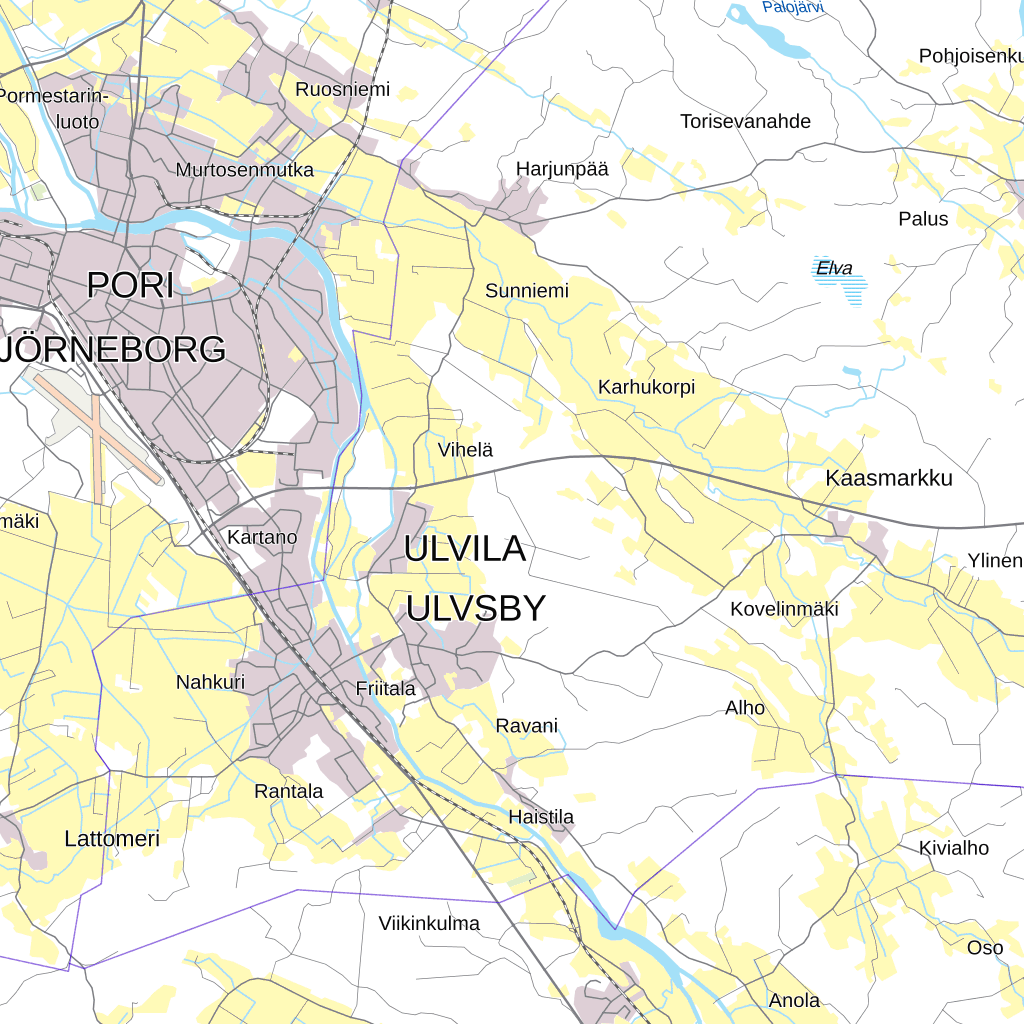 Palojärvi
Pohjoisenku
Ruosniemi
Pormestarin-
luoto
Torisevanahde
Murtosenmutka
Harjunpää
Palus
Elva
PORI
Sunniemi
JÖRNEBORG
Karhukorpi
Vihelä
Kaasmarkku
mäki
Kartano
ULVILA
Ylinen
ULVSBY
Kovelinmäki
Nahkuri
Friitala
Alho
Ravani
Rantala
Haistila
Lattomeri
Kivialho
Viikinkulma
Oso
Anola